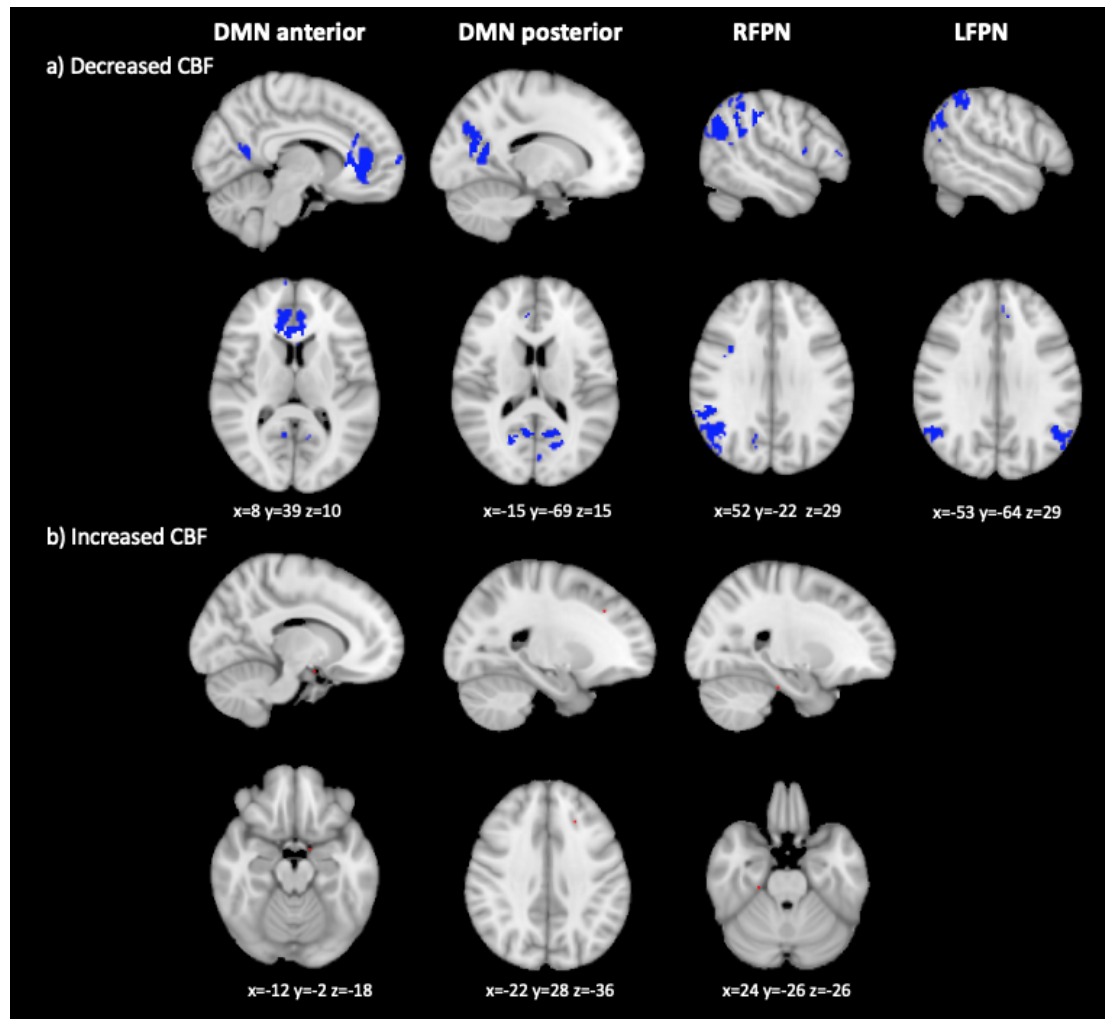 DMN anterior DMN posterior RFPN LFPN
a) Decreased CBF
x=8 y=39 z=10 x=-15 y=-69 z=15 x=52 y=-22 z=29 x=-53 y=-64 z=29
b) Increased CBF
x=-12 y=-2 z=-18 x=-22 y=28 z=-36 x=24 y=-26 z=-26